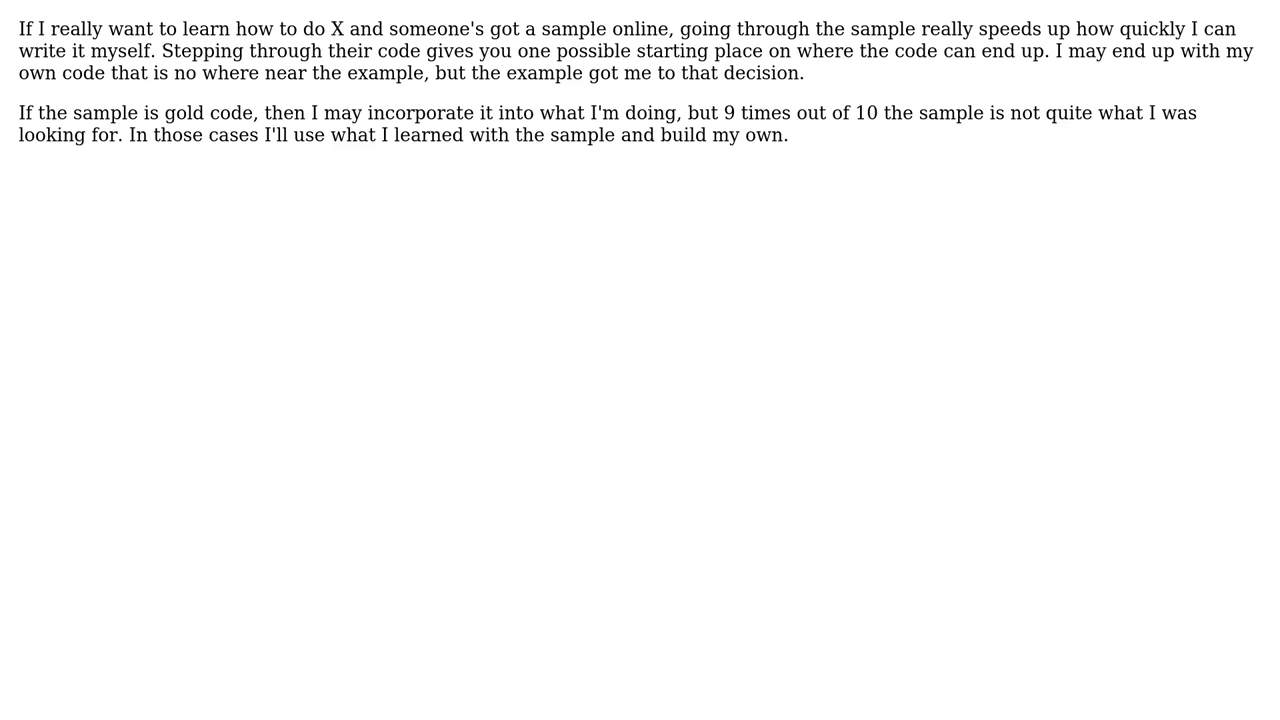 If I really want to learn how to do X and someone's got a sample online, going through the sample really speeds up how quickly I can
write it myself. Stepping through their code gives you one possible starting place on where the code can end up. I may end up with my
own code that is no where near the example, but the example got me to that decision.
If the sample is gold code, then I may incorporate it into what I'm doing, but 9 times out of 10 the sample is not quite what I was
looking for. In those cases I'll use what I learned with the sample and build my own.